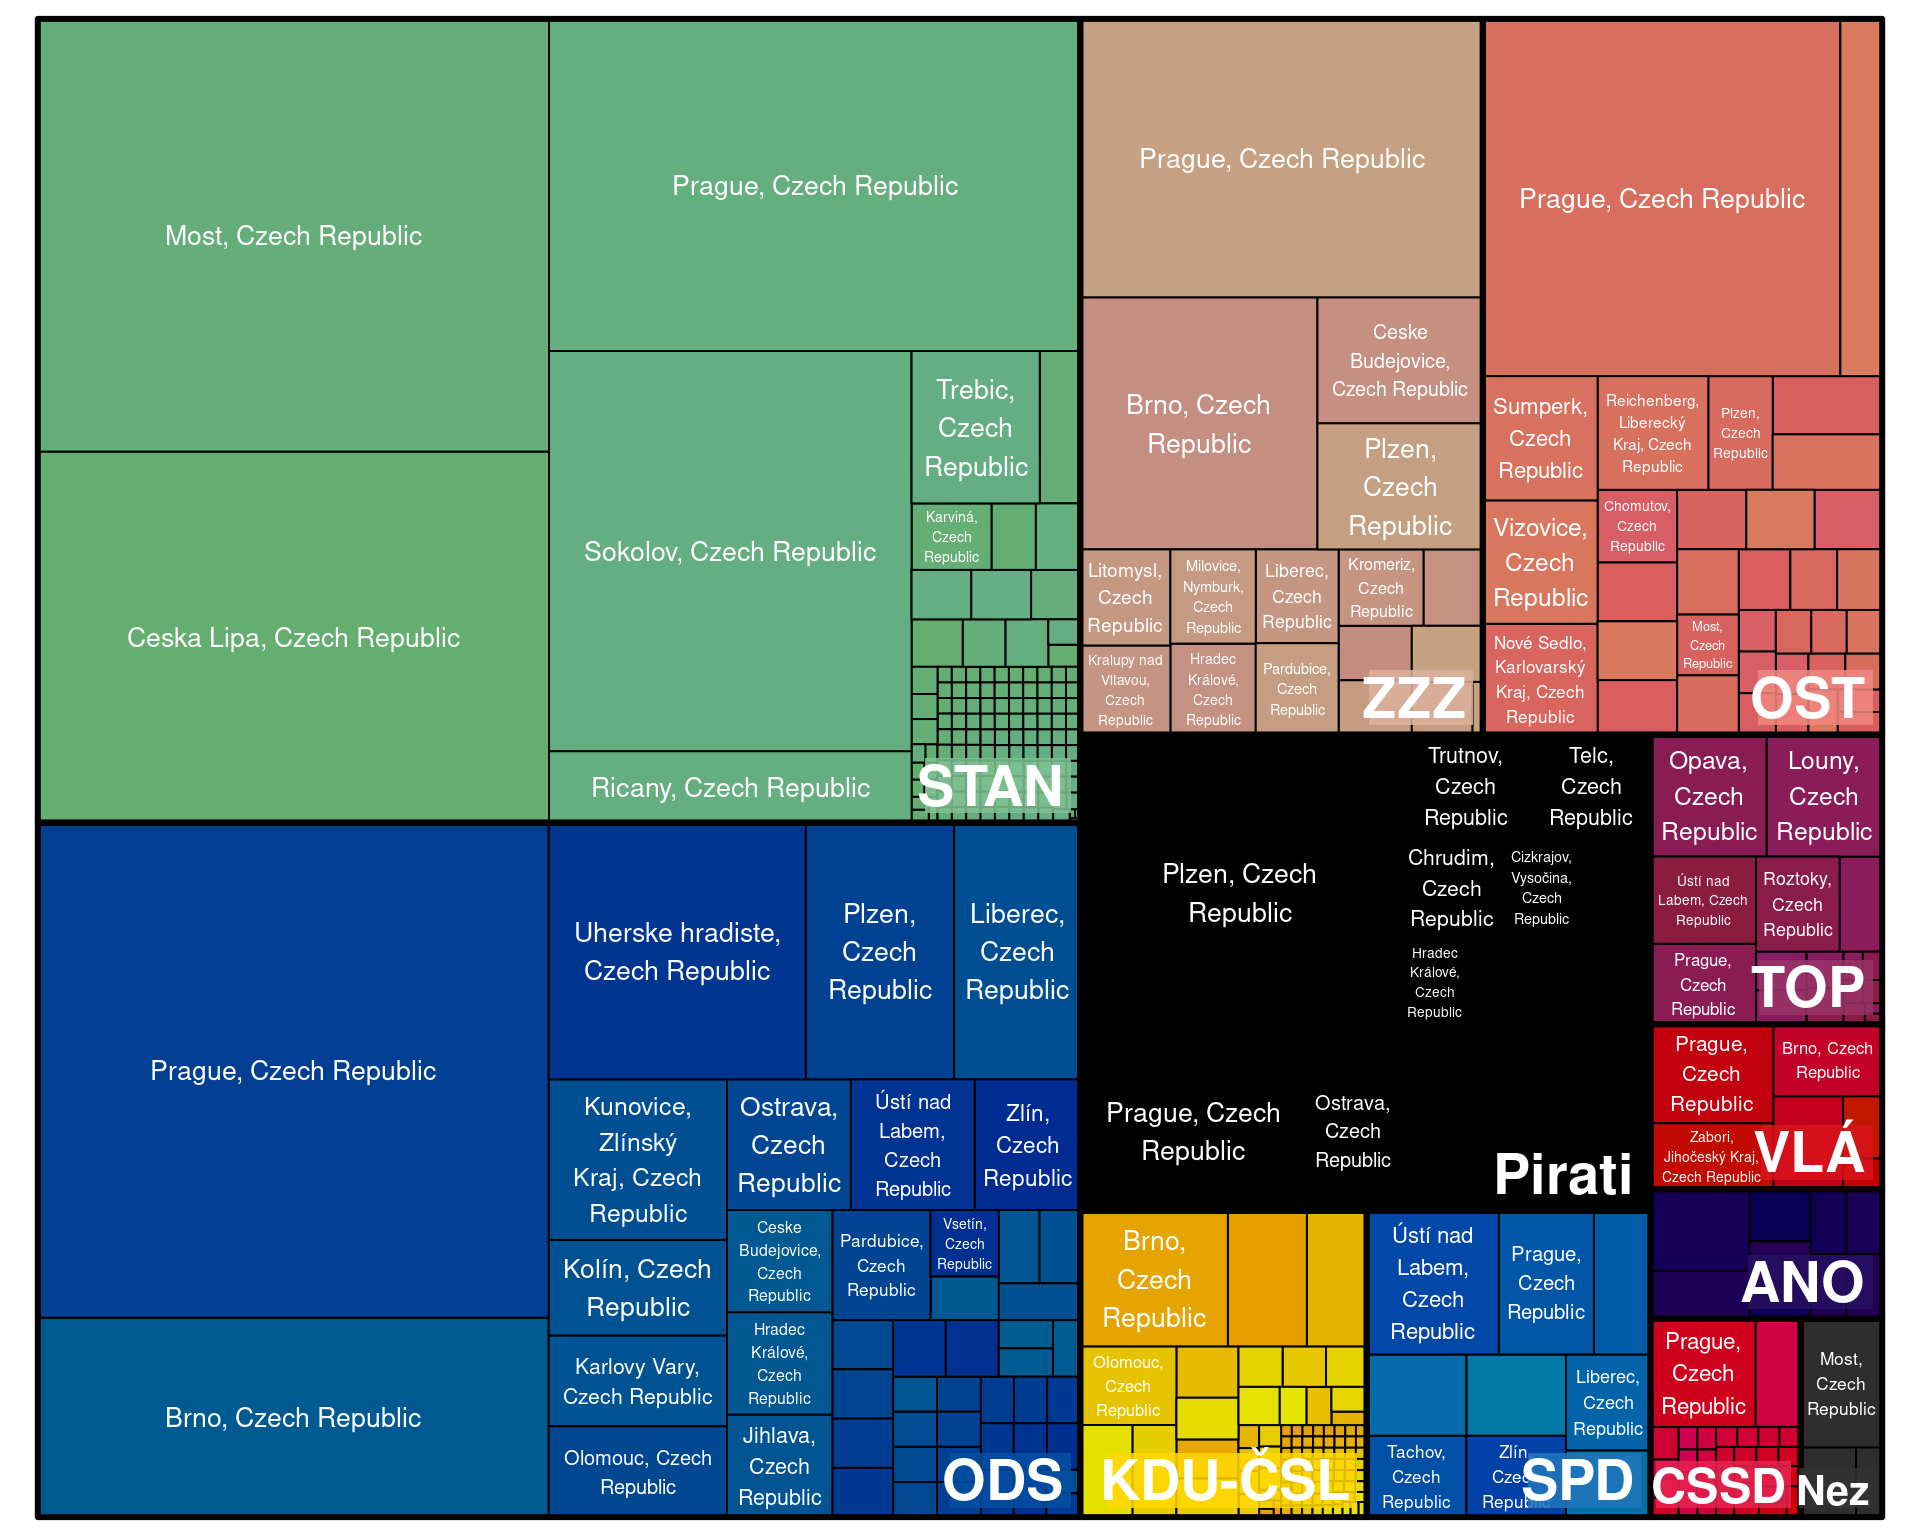 Most, Czech Republic
Prague, Czech Republic
Ceska Lipa, Czech Republic
Sokolov, Czech Republic
Trebic,
Czech
Republic
Karviná,
Czech
Republic
Ricany, Czech Republic
STAN
Prague, Czech Republic
Brno, Czech
Republic
Ceske
Budejovice,
Czech Republic
Plzen,
Czech
Republic
Litomysl,
Czech
Republic
Milovice,
Nymburk,
Czech
Republic
Liberec,
Czech
Republic
Kromeriz,
Czech
Republic
Kralupy nad
Vltavou,
Czech
Republic
Hradec
Králové,
Czech
Republic
Pardubice,
Czech
Republic
ZZZ
Prague, Czech Republic
Sumperk,
Czech
Republic
Reichenberg,
Liberecký
Kraj, Czech
Republic
Plzen,
Czech
Republic
Vizovice,
Czech
Republic
Chomutov,
Czech
Republic
Nové Sedlo,
Karlovarský
Kraj, Czech
Republic
Most,
Czech
Republic
OST
Prague, Czech Republic
Brno, Czech Republic
Uherske hradiste,
Czech Republic
Plzen,
Czech
Republic
Liberec,
Czech
Republic
Kunovice,
Zlínský
Kraj, Czech
Republic
Ostrava,
Czech
Republic
Ústí nad
Labem,
Czech
Republic
Zlín,
Czech
Republic
Kolín, Czech
Republic
Karlovy Vary,
Czech Republic
Olomouc, Czech
Republic
Ceske
Budejovice,
Czech
Republic
Pardubice,
Czech
Republic
Vsetín,
Czech
Republic
Hradec
Králové,
Czech
Republic
Jihlava,
Czech
Republic
ODS
Plzen, Czech
Republic
Trutnov,
Czech
Republic
Telc,
Czech
Republic
Chrudim,
Czech
Republic
Cizkrajov,
Vysočina,
Czech
Republic
Hradec
Králové,
Czech
Republic
Prague, Czech
Republic
Ostrava,
Czech
Republic
Pirati
Opava,
Czech
Republic
Louny,
Czech
Republic
Ústí nad
Labem, Czech
Republic
Roztoky,
Czech
Republic
Prague,
Czech
Republic
TOP
Prague,
Czech
Republic
Brno, Czech
Republic
Zabori,
Jihočeský Kraj,
Czech Republic
VLÁ
ANO
Brno,
Czech
Republic
Olomouc,
Czech
Republic
KDU-ČSL
Ústí nad
Labem,
Czech
Republic
Prague,
Czech
Republic
Liberec,
Czech
Republic
Tachov,
Czech
Republic
Zlín
SPD
Prague,
Czech
Republic
CSSD
Most,
Czech
Republic
Nez